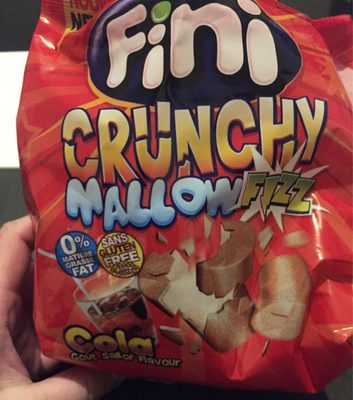 Fini
CRUNCHY
MALLOW FIZZ
0%
MATIÈRE
GRASSE
FAT
SANS
GLUTEN
FREE
Cola
Goût Sabor Flavour